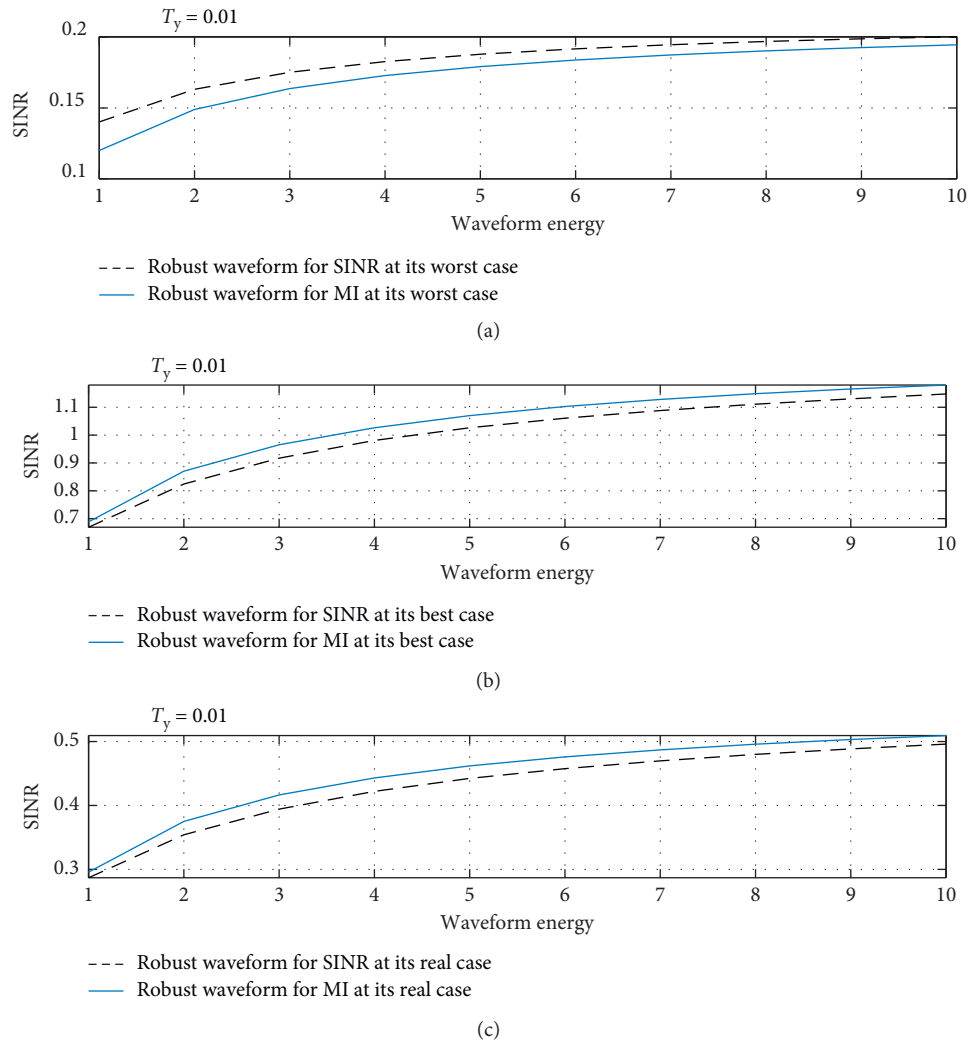 T_y = 0.01
0.2
0.15
0.1
SINR
1 2 3 4 5 6 7 8 9 10
Waveform energy
Robust waveform for SINR at its worst case
Robust waveform for MI at its worst case
(a)
T_y = 0.01
1.1
1
0.9
0.8
0.7
SINR
1 2 3 4 5 6 7 8 9 10
Waveform energy
Robust waveform for SINR at its best case
Robust waveform for MI at its best case
(b)
T_y = 0.01
0.5
0.4
0.3
SINR
1 2 3 4 5 6 7 8 9 10
Waveform energy
Robust waveform for SINR at its real case
Robust waveform for MI at its real case
(c)